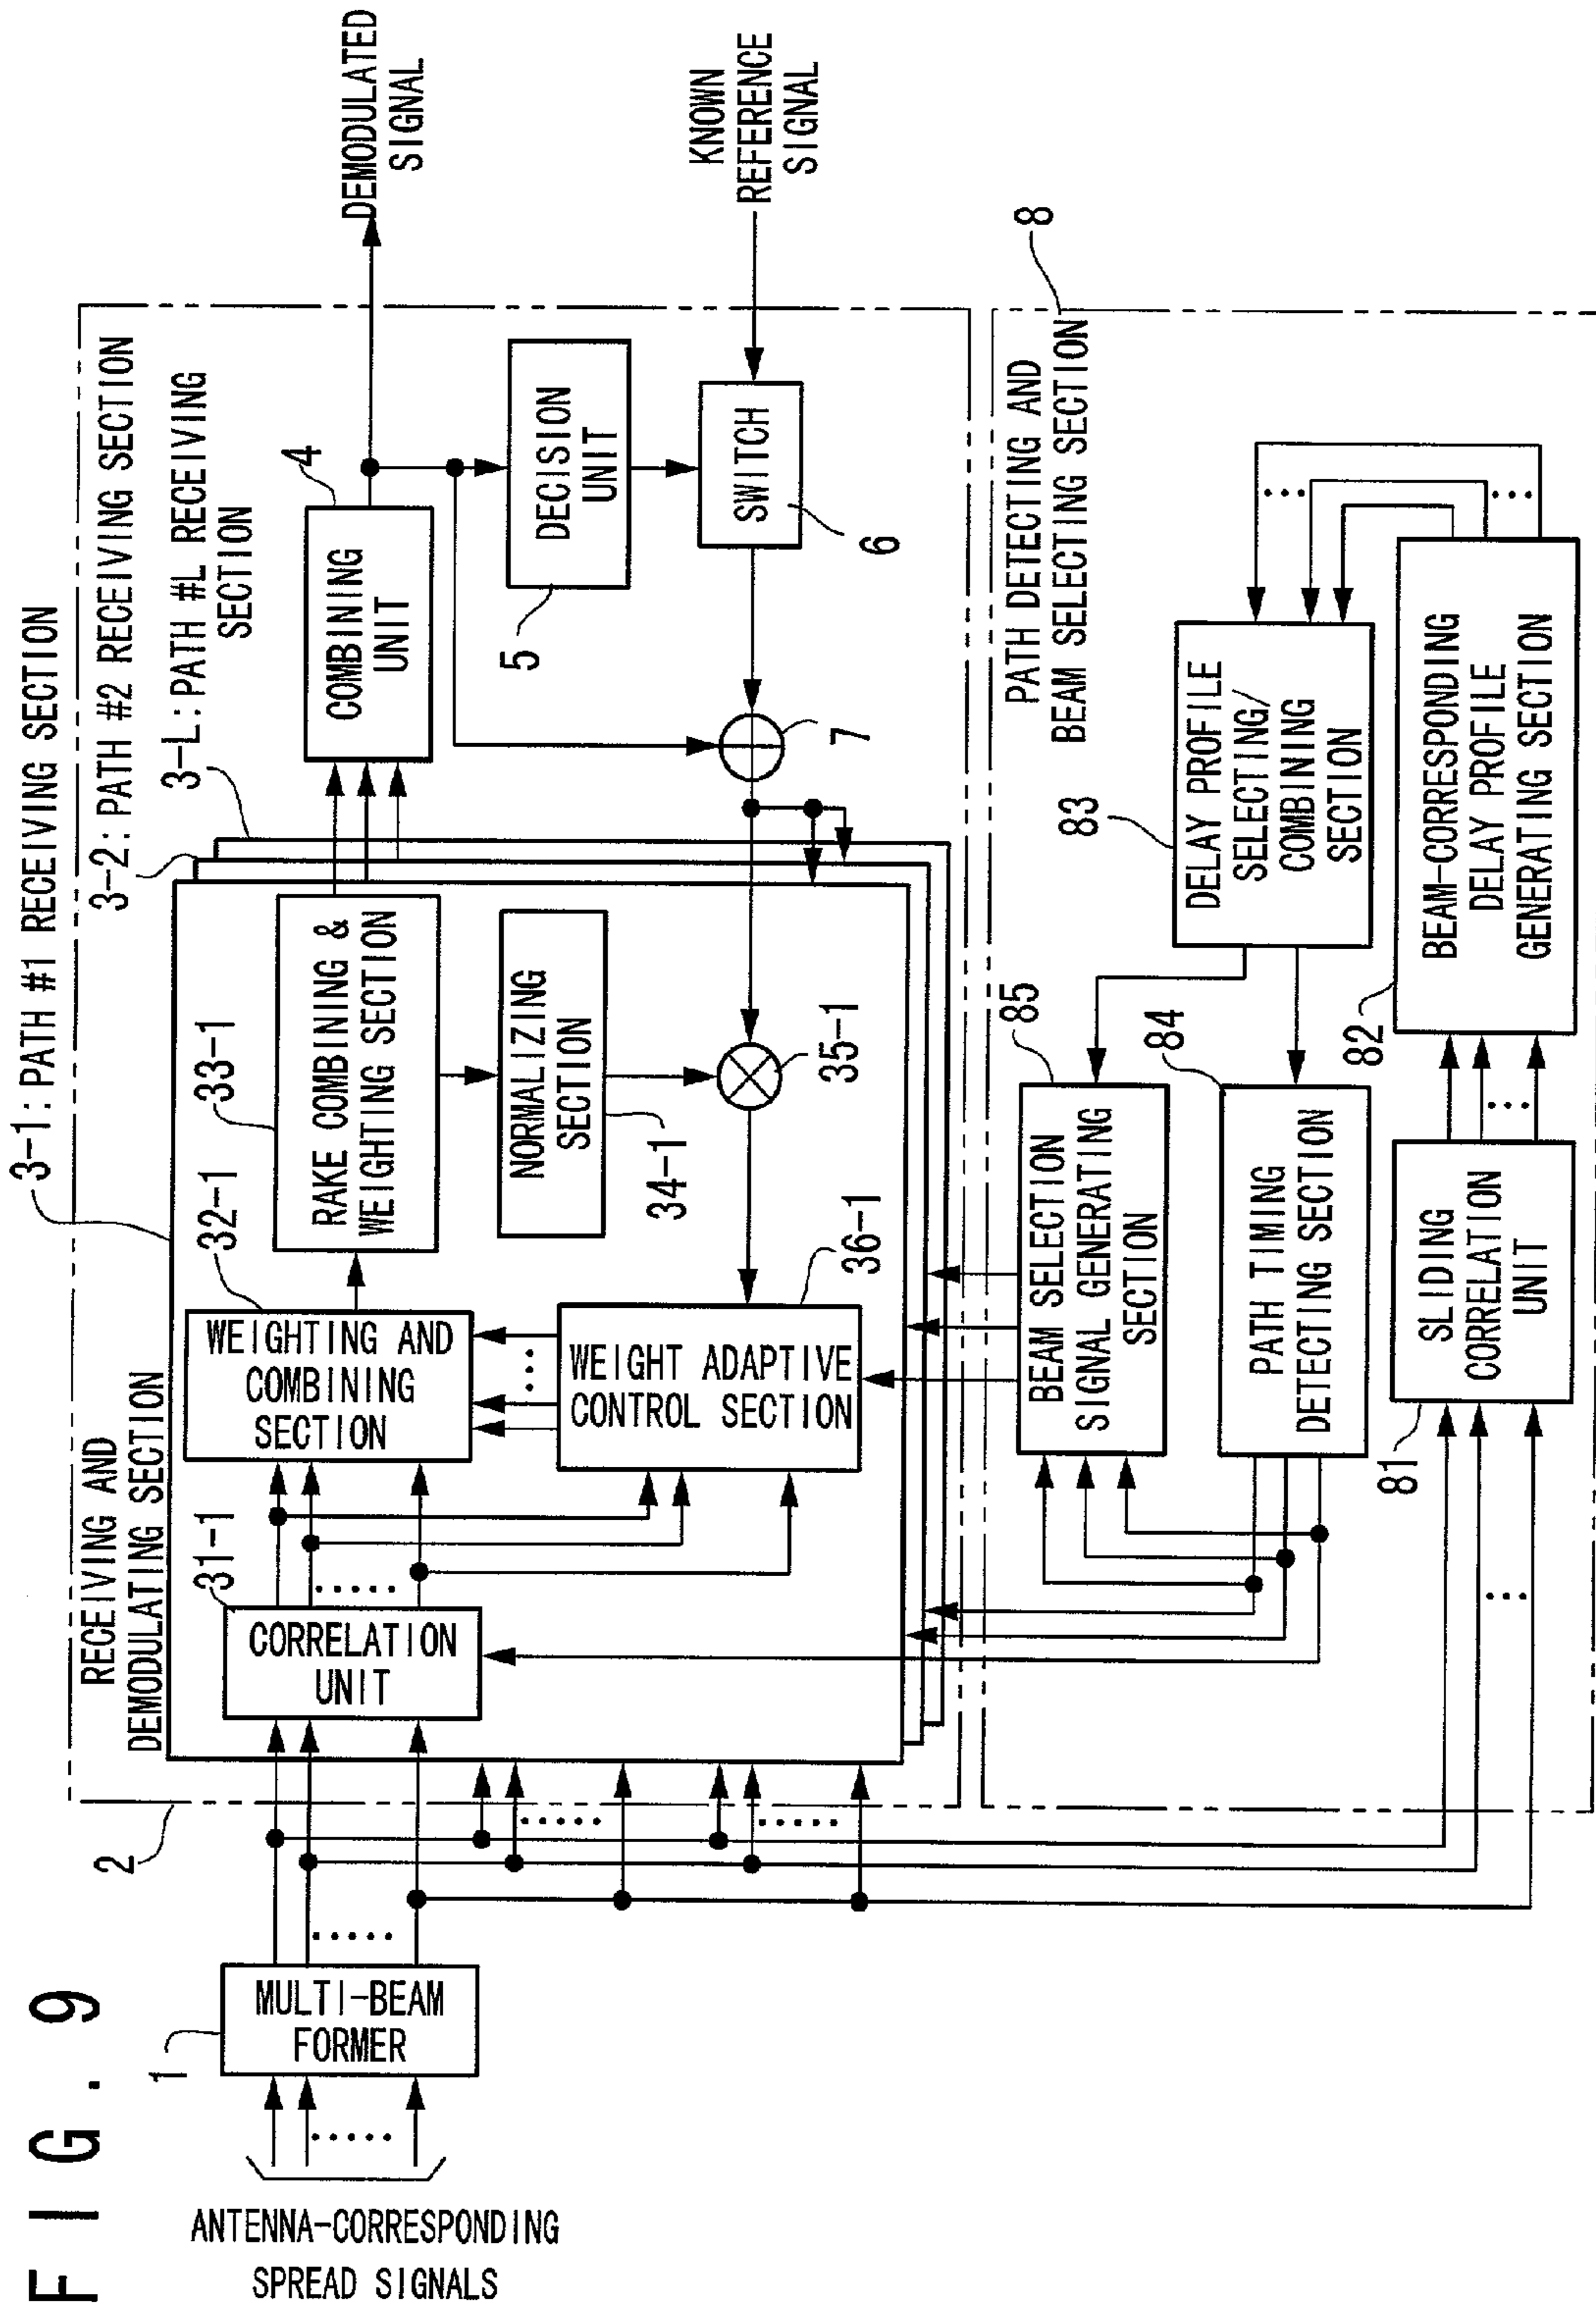 FIG. 9
3-1: PATH #1 RECEIVING SECTION
3-2: PATH #2 RECEIVING SECTION
3-L: PATH #L RECEIVING
SECTION
RECEIVING AND
DEMODULATING SECTION
2
ANTENNA-CORRESPONDING
SPREAD SIGNALS
1
MULTI-BEAM
FORMER
31-1
CORRELATION
UNIT
32-1
WEIGHTING AND
COMBINING
SECTION
33-1
RAKE COMBINING &
WEIGHTING SECTION
NORMALIZING
SECTION
34-1
35-1
36-1
WEIGHT ADAPTIVE
CONTROL SECTION
4
COMBINING
UNIT
DEMODULATED
SIGNAL
DECISION
UNIT
5
SWITCH
6
7
KNOWN
REFERENCE
SIGNAL
8
PATH DETECTING AND
BEAM SELECTING SECTION
85
BEAM SELECTION
SIGNAL GENERATING
SECTION
84
PATH TIMING
DETECTING SECTION
83
DELAY PROFILE
SELECTING/
COMBINING
SECTION
81
SLIDING
CORRELATION
UNIT
82
BEAM-CORRESPONDING
DELAY PROFILE
GENERATING SECTION